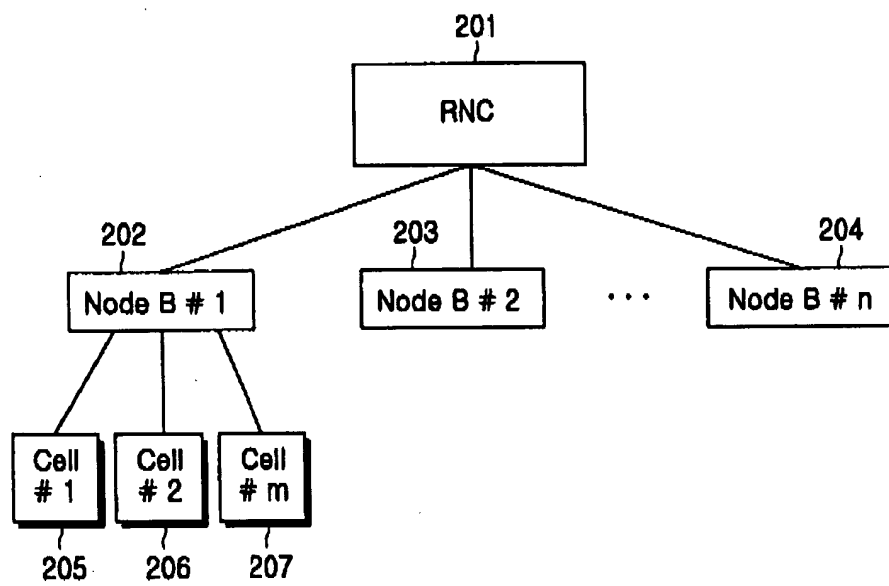 201
RNC
202
203
204
Node B # 1
Node B # 2
...
Node B # n
Cell
# 1
Cell
# 2
Cell
# m
205
206
207